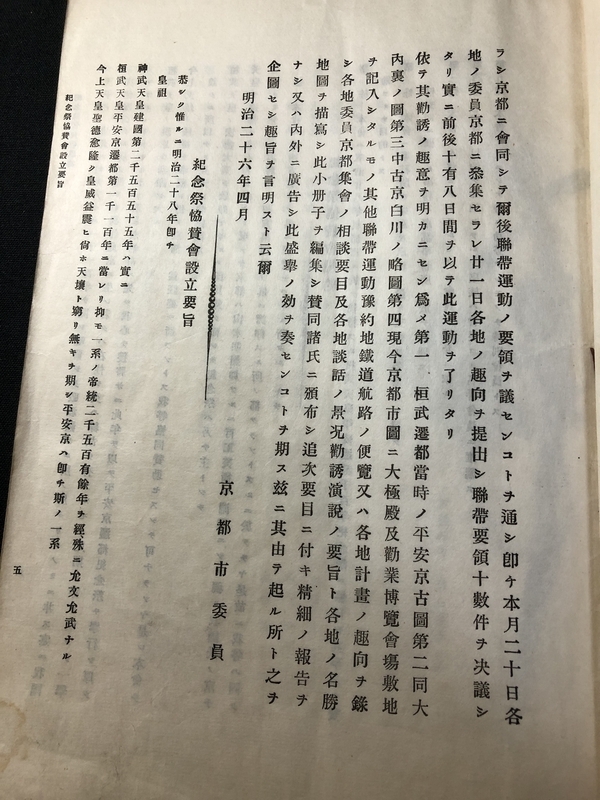 ラシ京都ニ會同シテ爾後聯帶運動ノ要領ヲ議センコトヲ通シ卽ケ本月二十日各
地ノ委員京都ニ叅集セラレ廿一日各地ノ趣向ヲ提出シ聯帶要領十數件ヲ决議シ
タリ實ニ前後十有八日間ヲ以テ此運動ヲ了リタリ
依テ其勸誘ノ趣意ヲ明カニセン爲メ第一　桓武遷都當時ノ平安京古圖第二同大
內裏ノ圖第三中古京白川ノ略圖第四現今京都市圖ニ大極殿及勸業博覽會塲敷地
ヲ記入シタルモノ其他聯帶運動豫約地鐵道航路ノ便覽又ハ各地計畫ノ趣向ヲ錄
シ各地委員京都集會ノ相談要目及各地談話ノ景况勸誘演說ノ要旨ト各地ノ名勝
地圖ヲ描寫シ此小册子ヲ編集シ賛同諸氏ニ頒布シ追次要目ニ付キ精細ノ報告ヲ
ナシ又ハ內外ニ廣告シ此盛擧ノ効ヲ奏センコトヲ期ス玆ニ其由テ起ル所ト之ヲ
企圖セシ趣旨ヲ言明スト云爾
明治二十六年四月
京都市委員
紀念祭協賛會設立要旨
恭シク惟ルニ明治二十八年卽チ
皇祖
神武天皇建國第二千五百五十五年ハ實ニ
桓武天皇平安京遷都第一千一百年ニ當レリ抑モ一系ノ帝統二千五百有餘年ヲ經殊ニ允文允武ナル
今上天皇聖德愈隆ク皇威益震ヒ尙ホ天壤ト窮リ無キヲ期シ平安京ハ卽チ斯ノ一系
紀念祭協賛會設立要旨
五